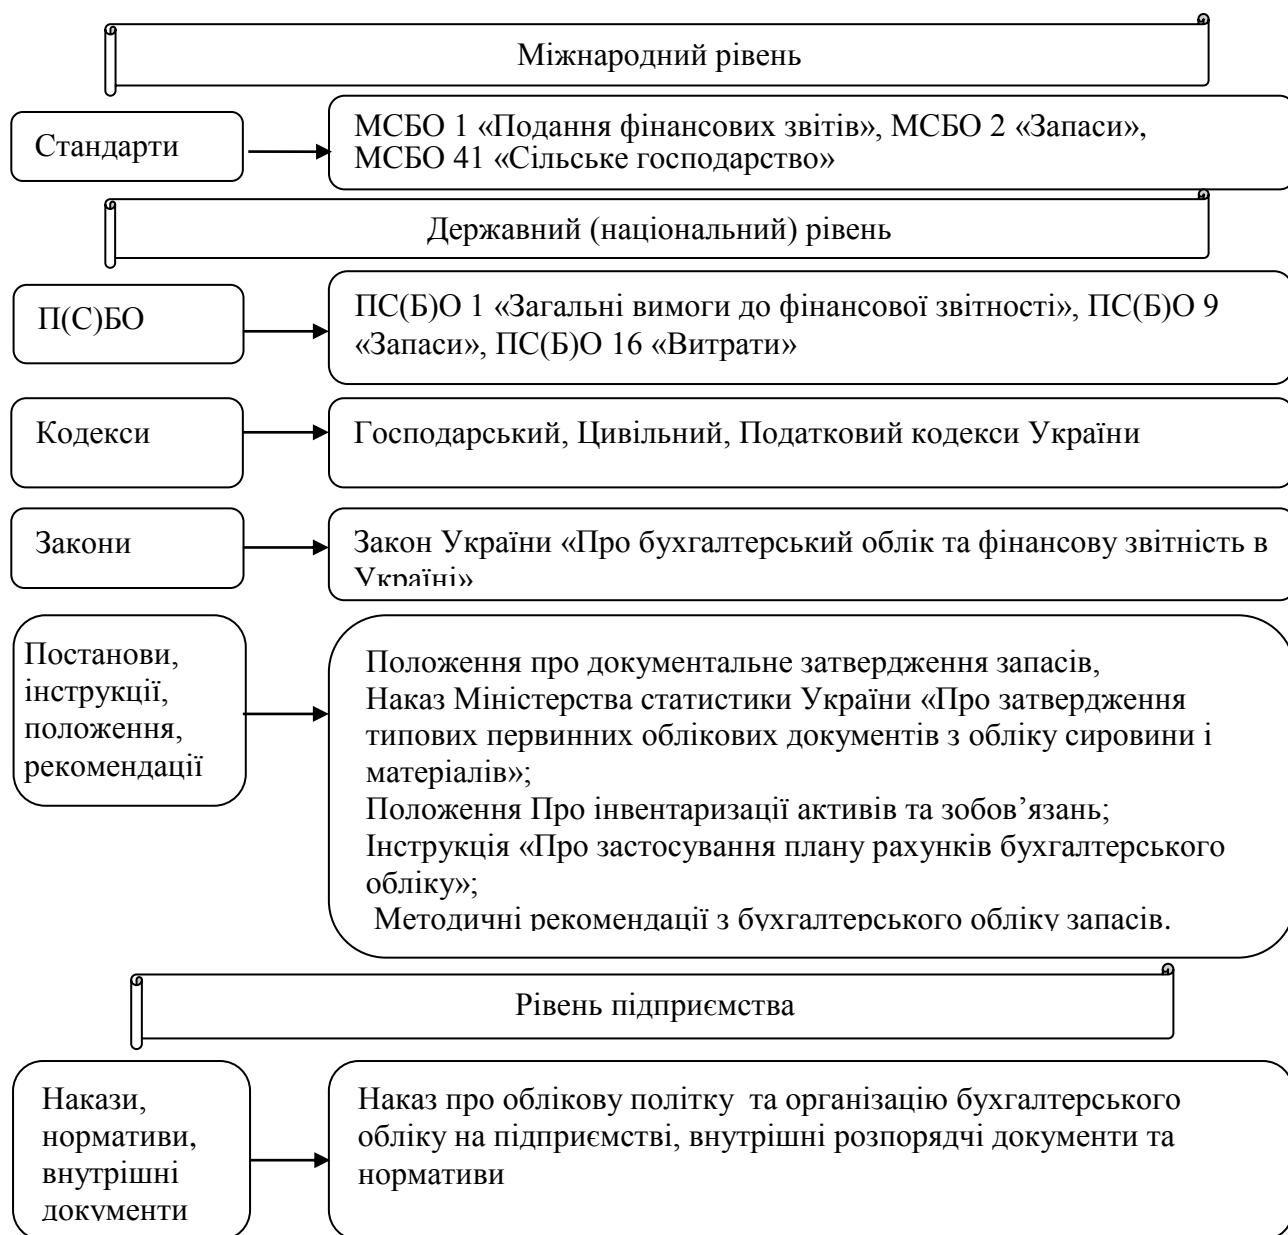 Міжнародний рівень
Стандарти
МСБО 1 «Подання фінансових звітів», МСБО 2 «Запаси»,
МСБО 41 «Сільське господарство»
Державний (національний) рівень
П(С)БО
ПС(Б)О 1 «Загальні вимоги до фінансової звітності», ПС(Б)О 9
«Запаси», ПС(Б)О 16 «Витрати»
Кодекси
Господарський, Цивільний, Податковий кодекси України
Закони
Закон України «Про бухгалтерський облік та фінансову звітність в
Україні»
Постанови,
інструкції,
положення,
рекомендації
Положення про документальне затвердження запасів,
Наказ Міністерства статистики України «Про затвердження
типових первинних облікових документів з обліку сировини і
матеріалів»;
Положення Про інвентаризації активів та зобов’язань;
Інструкція «Про застосування плану рахунків бухгалтерського
обліку»;
Методичні рекомендації з бухгалтерського обліку запасів.
Рівень підприємства
Накази,
нормативи,
внутрішні
документи
Наказ про облікову політку та організацію бухгалтерського
обліку на підприємстві, внутрішні розпорядчі документи та
нормативи